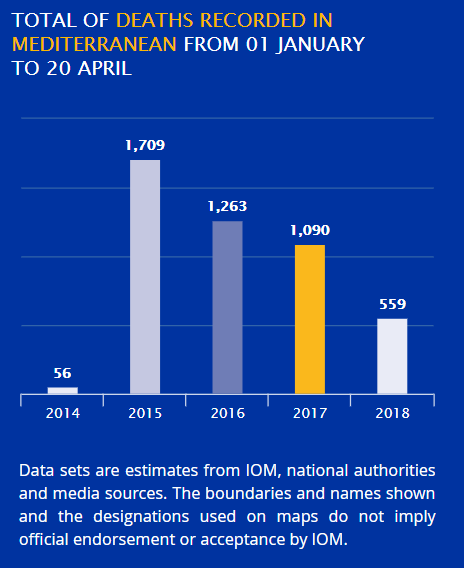 TOTAL OF DEATHS RECORDED IN
MEDITERRANEAN FROM 01 JANUARY
TO 20 APRIL
1,709
1,263
1,090
559
56
2014 2015 2016 2017 2018
Data sets are estimates from IOM, national authorities
and media sources. The boundaries and names shown
and the designations used on maps do not imply
official endorsement or acceptance by IOM.